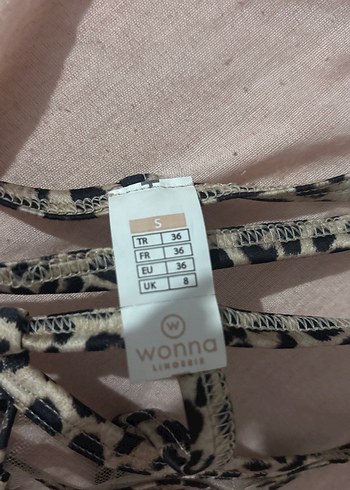 S
TR 36
FR 36
EU 36
UK 8
W
wonna
LINGERIE